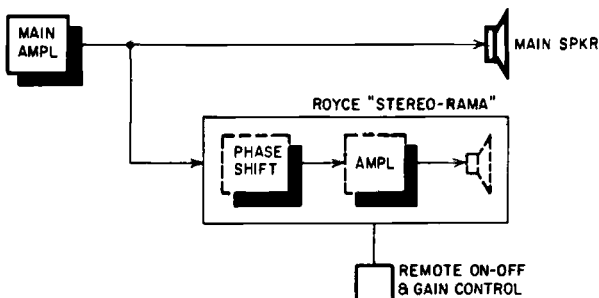 MAIN
AMPL
MAIN SPKR
ROYCE "STEREO-RAMA"
PHASE
SHIFT
AMPL
REMOTE ON-OFF
& GAIN CONTROL